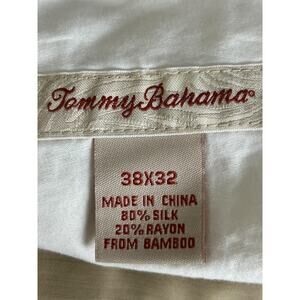 Tommy Bahama®
38X32
MADE IN CHINA
80% SILK
20% RAYON
FROM BAMBOO